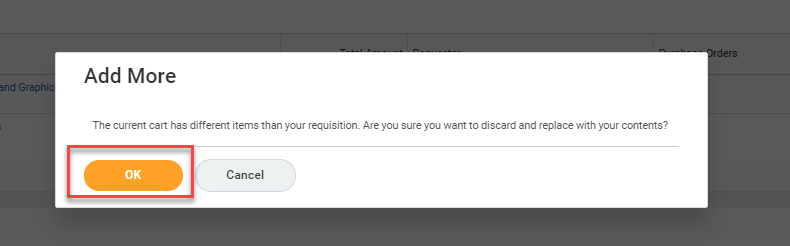 Total Amount Requester Purchase Orders
Add More
and Graphic
The current cart has different items than your requisition. Are you sure you want to discard and replace with your contents?
OK Cancel